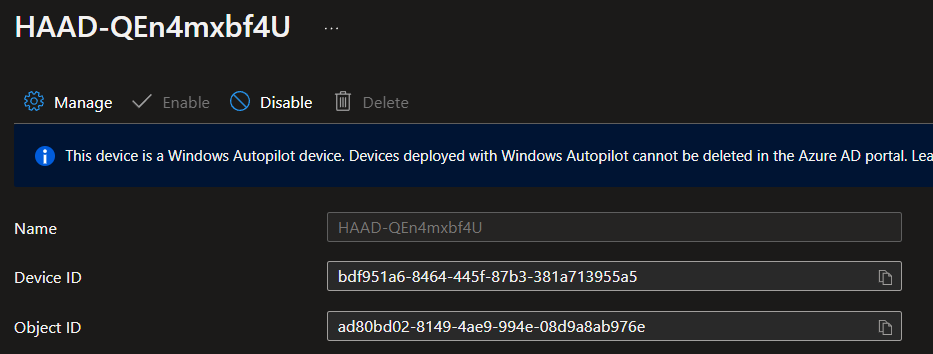 HAAD-QEn4mxbf4U ...
Manage Enable Disable Delete
This device is a Windows Autopilot device. Devices deployed with Windows Autopilot cannot be deleted in the Azure AD portal. Lea
Name HAAD-QEn4mxbf4U
Device ID bdf951a6-8464-445f-87b3-381a713955a5
Object ID ad80bd02-8149-4ae9-994e-08d9a8ab976e